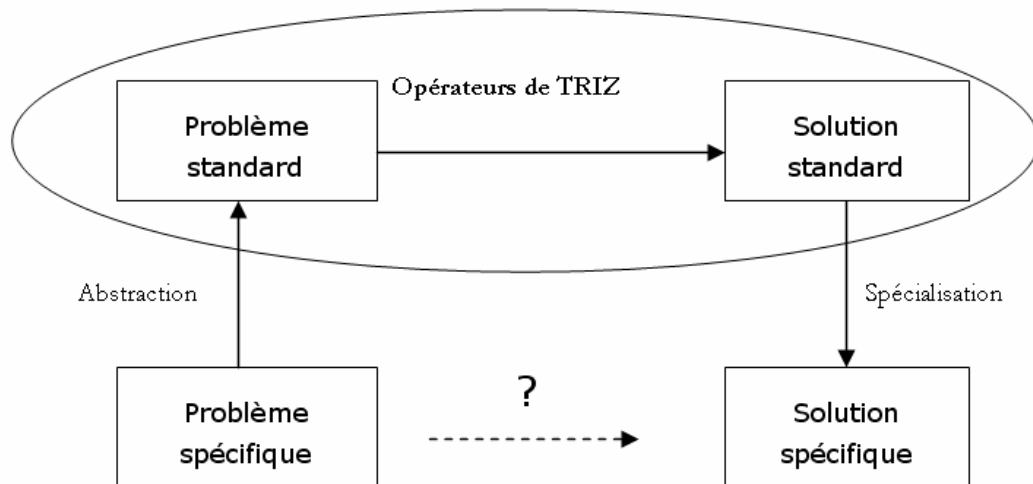 Opérateurs de TRIZ
Problème
standard
Solution
standard
Abstraction
Spécialisation
?
Problème
spécifique
Solution
spécifique